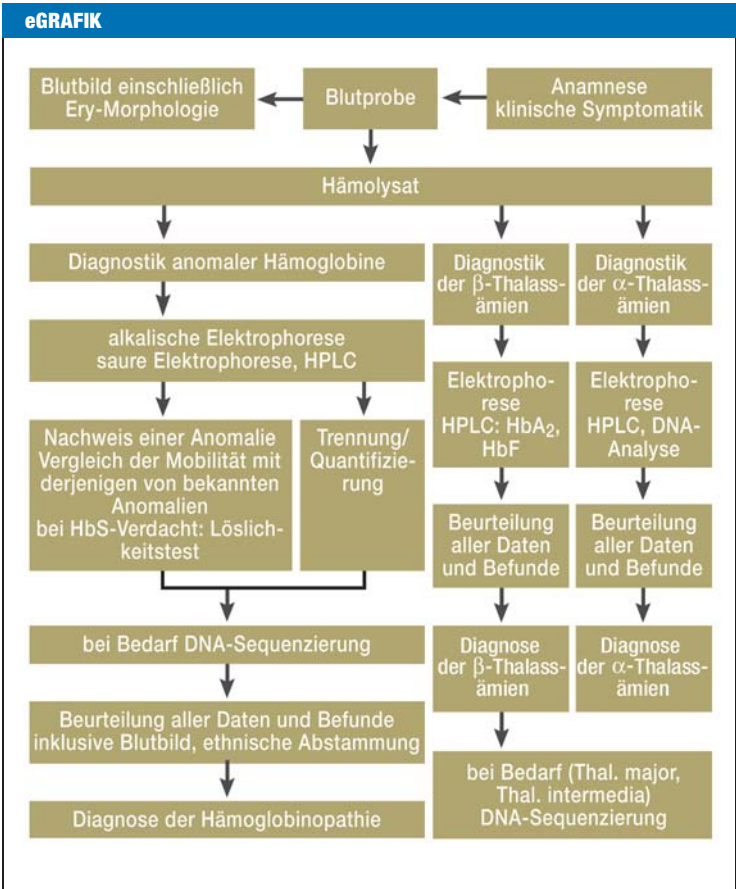 eGRAFIK
Blutbild einschließlich
Ery-Morphologie
Blutprobe
Anamnese
klinische Symptomatik
Hämolysat
Diagnostik anomaler Hämoglobine
alkalische Elektrophorese
saure Elektrophorese, HPLC
Nachweis einer Anomalie
Vergleich der Mobilität mit
derjenigen von bekannten
Anomalien
bei HbS-Verdacht: Löslich-
keitstest
Trennung/
Quantifizie-
rung
bei Bedarf DNA-Sequenzierung
Beurteilung aller Daten und Befunde
inklusive Blutbild, ethnische Abstammung
Diagnose der Hämoglobinopathie
Diagnostik
der β-Thalass-
ämien
Elektropho-
rese
HPLC: HbA₂,
HbF
Beurteilung
aller Daten
und Befunde
Diagnose
der β-Thalass-
ämien
Diagnostik
der α-Thalass-
ämien
Elektropho-
rese
HPLC, DNA-
Analyse
Beurteilung
aller Daten
und Befunde
Diagnose
der α-Thalass-
ämien
bei Bedarf (Thal. major,
Thal. intermedia)
DNA-Sequenzierung